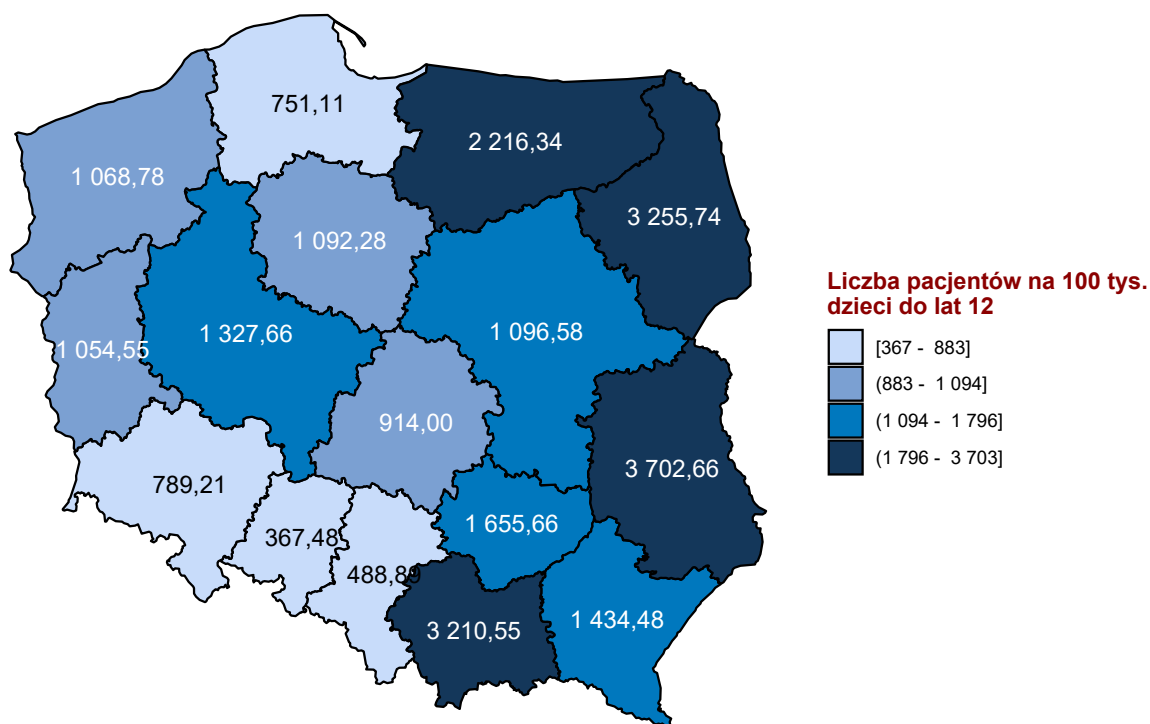 751,11
2 216,34
1 068,78
3 255,74
1 092,28
1 327,66
1 096,58
1 054,55
914,00
3 702,66
789,21
1 655,66
367,48
488,89
3 210,55
1 434,48
Liczba pacjentów na 100 tys.
dzieci do lat 12
[367 - 883]
(883 - 1 094]
(1 094 - 1 796]
(1 796 - 3 703]